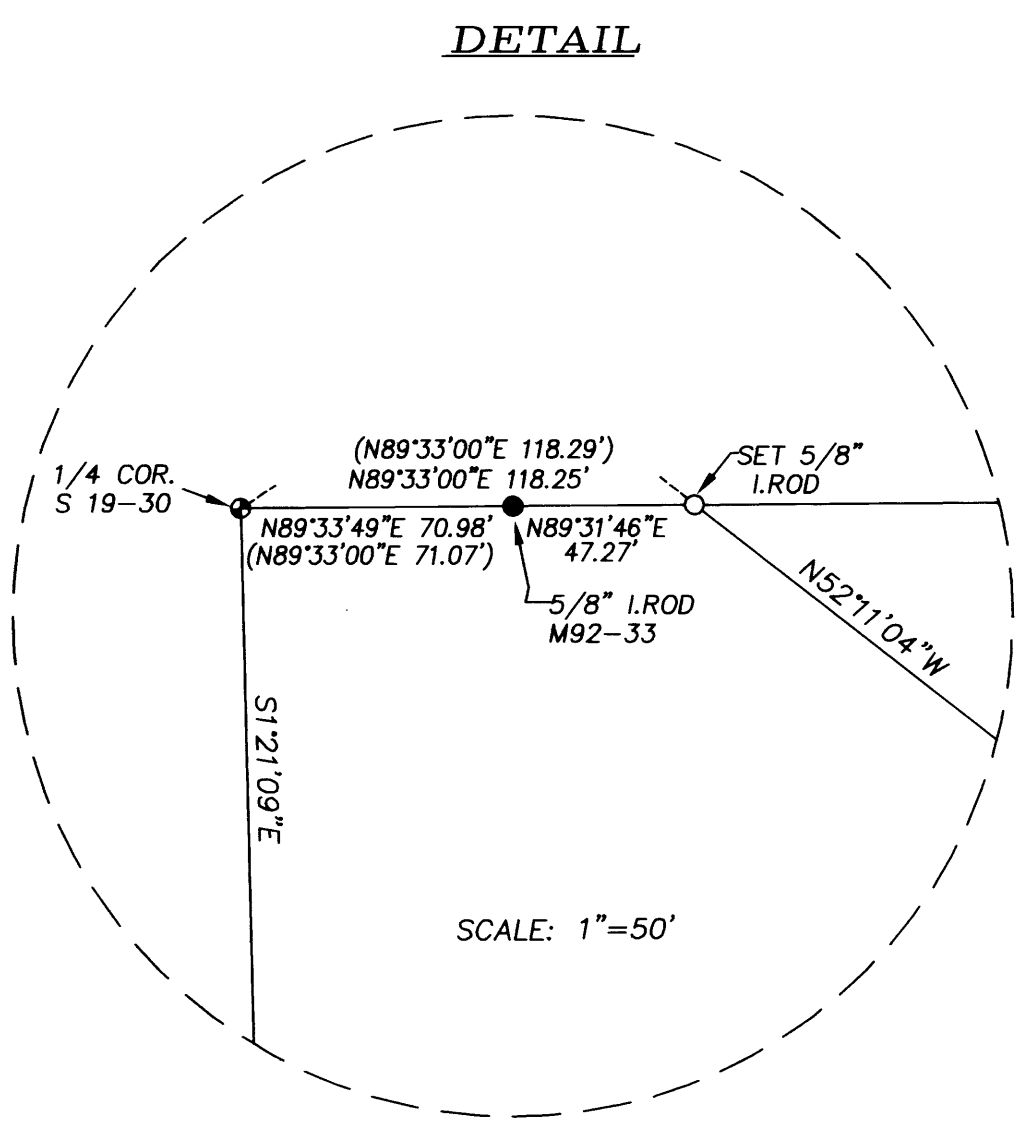 DETAIL
(N89°33'00"E 118.29')
N89°33'00"E 118.25'
1/4 COR.
S 19-30
SET 5/8"
I.ROD
N89°33'49"E 70.98'
(N89°33'00"E 71.07')
N89°31'46"E
47.27'
5/8" I.ROD
M92-33
N52°11'04"W
S1°21'09"E
SCALE: 1"=50'